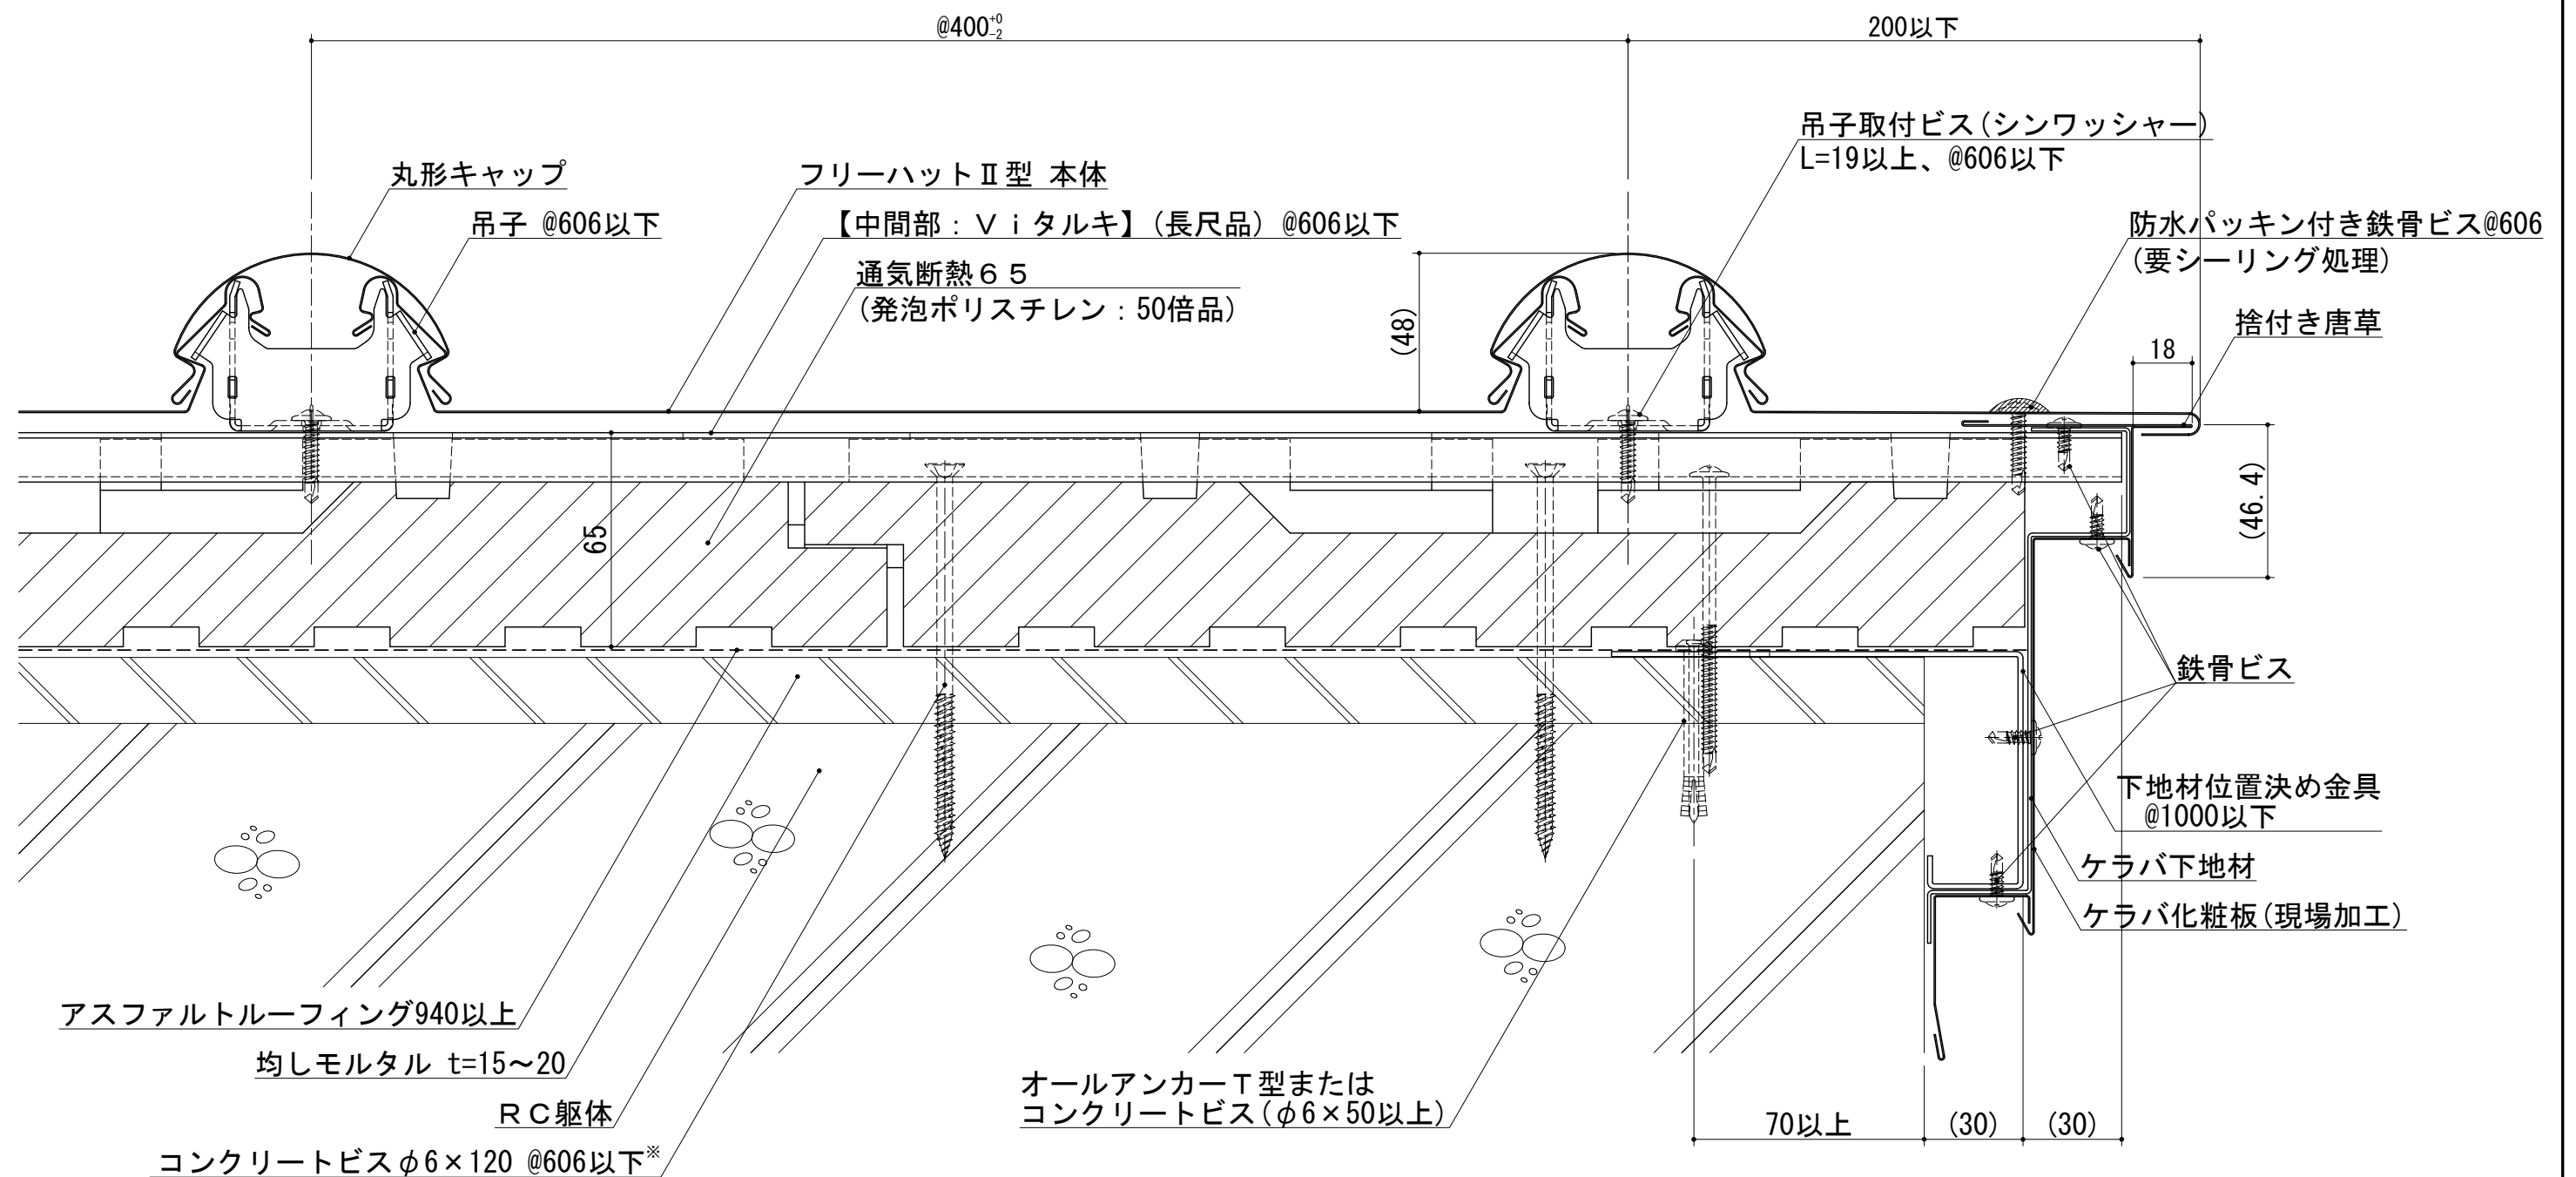 @400+0-2
200以下
吊子取付ビス(シンワッシャー)
L=19以上、@606以下
丸形キャップ
フリーハットⅡ型 本体
吊子 @606以下
【中間部：Ｖｉタルキ】(長尺品) @606以下
防水パッキン付き鉄骨ビス@606
(要シーリング処理)
通気断熱６５
(発泡ポリスチレン：50倍品)
捨付き唐草
(48)
18
(46.4)
65
鉄骨ビス
下地材位置決め金具
@1000以下
ケラバ下地材
ケラバ化粧板(現場加工)
アスファルトルーフィング940以上
均しモルタル t=15～20
ＲＣ躯体
コンクリートビスφ6×120 @606以下※
オールアンカーＴ型または
コンクリートビス(φ6×50以上)
70以上
(30)
(30)